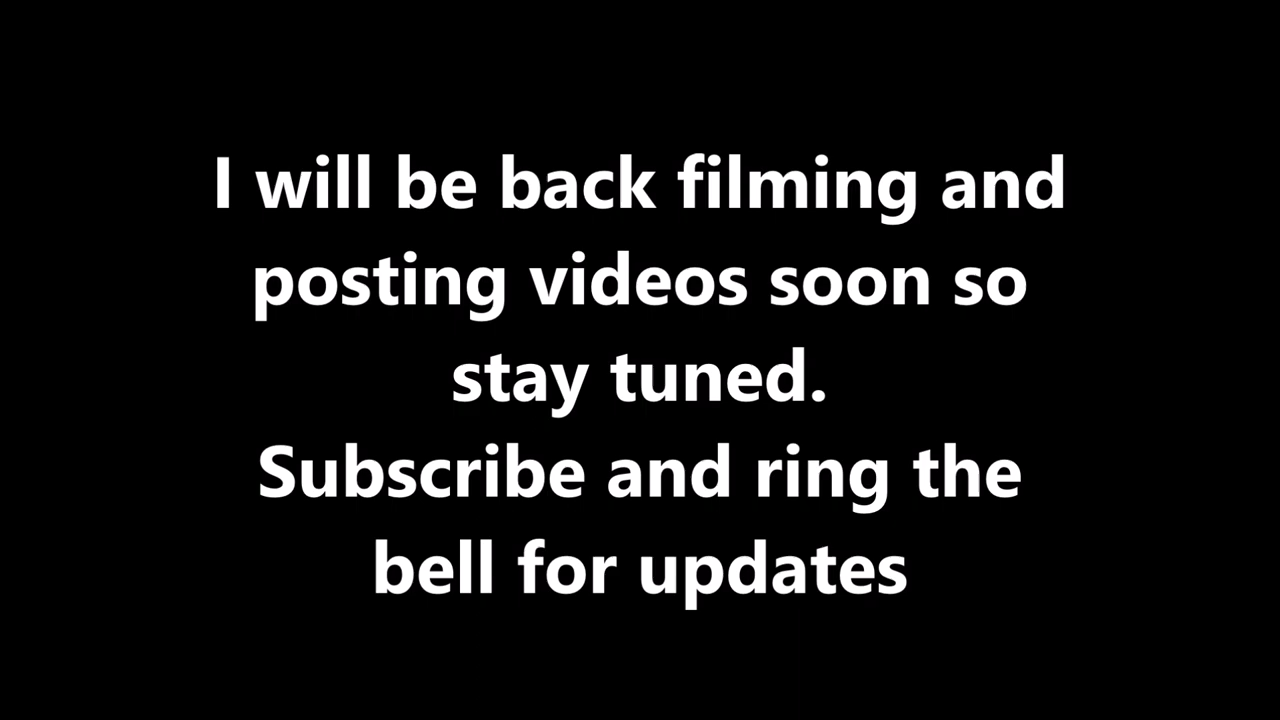 I will be back filming and
posting videos soon so
stay tuned.
Subscribe and ring the
bell for updates